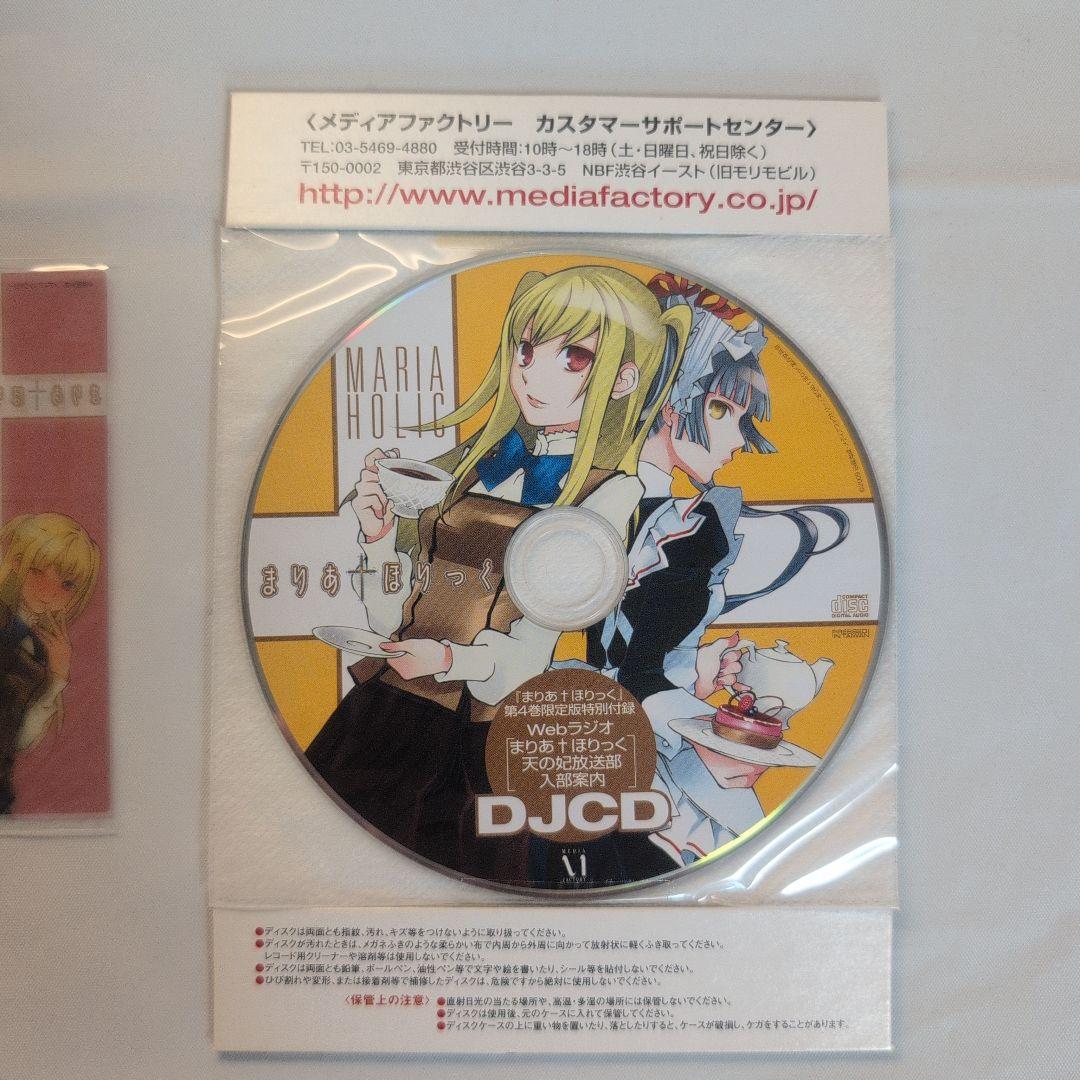 〈メディアファクトリー　カスタマーサポートセンター〉
TEL:03-5469-4880　受付時間:10時～18時（土・日曜日、祝日除く）
〒150-0002　東京都渋谷区渋谷3-3-5　NBF渋谷イースト（旧モリモビル）
http://www.mediafactory.co.jp/
MARIA
HOLIC
まりあ†ほりっく
COMPACT
disc
DIGITAL AUDIO
PRESSED
IN TAIWAN
『まりあ†ほりっく』
第4巻限定版特別付録
Webラジオ
まりあ†ほりっく
天の妃放送部
入部案内
DJCD
MEDIA
FACTORY
●ディスクは両面とも指紋、汚れ、キズ等をつけないように取り扱ってください。
●ディスクが汚れたときは、メガネふきのような柔らかい布で内周から外周に向かって放射状に軽くふき取ってください。
レコード用クリーナーや溶剤等は使用しないでください。
●ディスクは両面とも鉛筆、ボールペン、油性ペン等で文字や絵を書いたり、シール等を貼付しないでください。
●ひび割れや変形、または接着剤等で補修したディスクは、危険ですから絶対に使用しないでください。
〈保管上の注意〉●直射日光の当たる場所や、高温・多湿の場所には保管しないでください。
●ディスクは使用後、元のケースに入れて保管してください。
●ディスクケースの上に重い物を置いたり、落としたりすると、ケースが破損し、ケガをすることがあります。